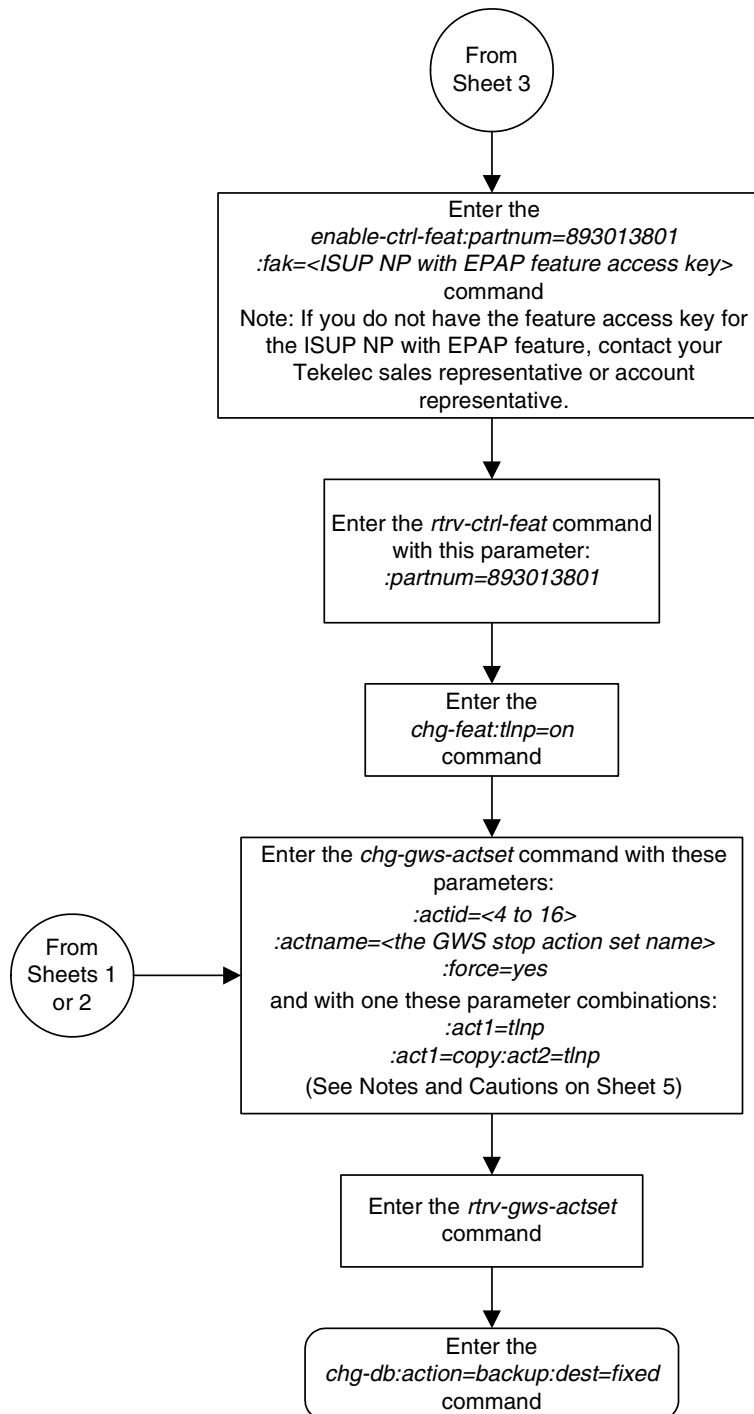 From
Sheet 3
Enter the
enable-ctrl-feat:partnum=893013801
:fak=<ISUP NP with EPAP feature access key>
command
Note: If you do not have the feature access key for
the ISUP NP with EPAP feature, contact your
Tekelec sales representative or account
representative.
Enter the rtrv-ctrl-feat command
with this parameter:
:partnum=893013801
Enter the
chg-feat:tlnp=on
command
Enter the chg-gws-actset command with these
parameters:
:actid=<4 to 16>
:actname=<the GWS stop action set name>
:force=yes
and with one these parameter combinations:
:act1=tlnp
:act1=copy:act2=tlnp
(See Notes and Cautions on Sheet 5)
From
Sheets 1
or 2
Enter the rtrv-gws-actset
command
Enter the
chg-db:action=backup:dest=fixed
command